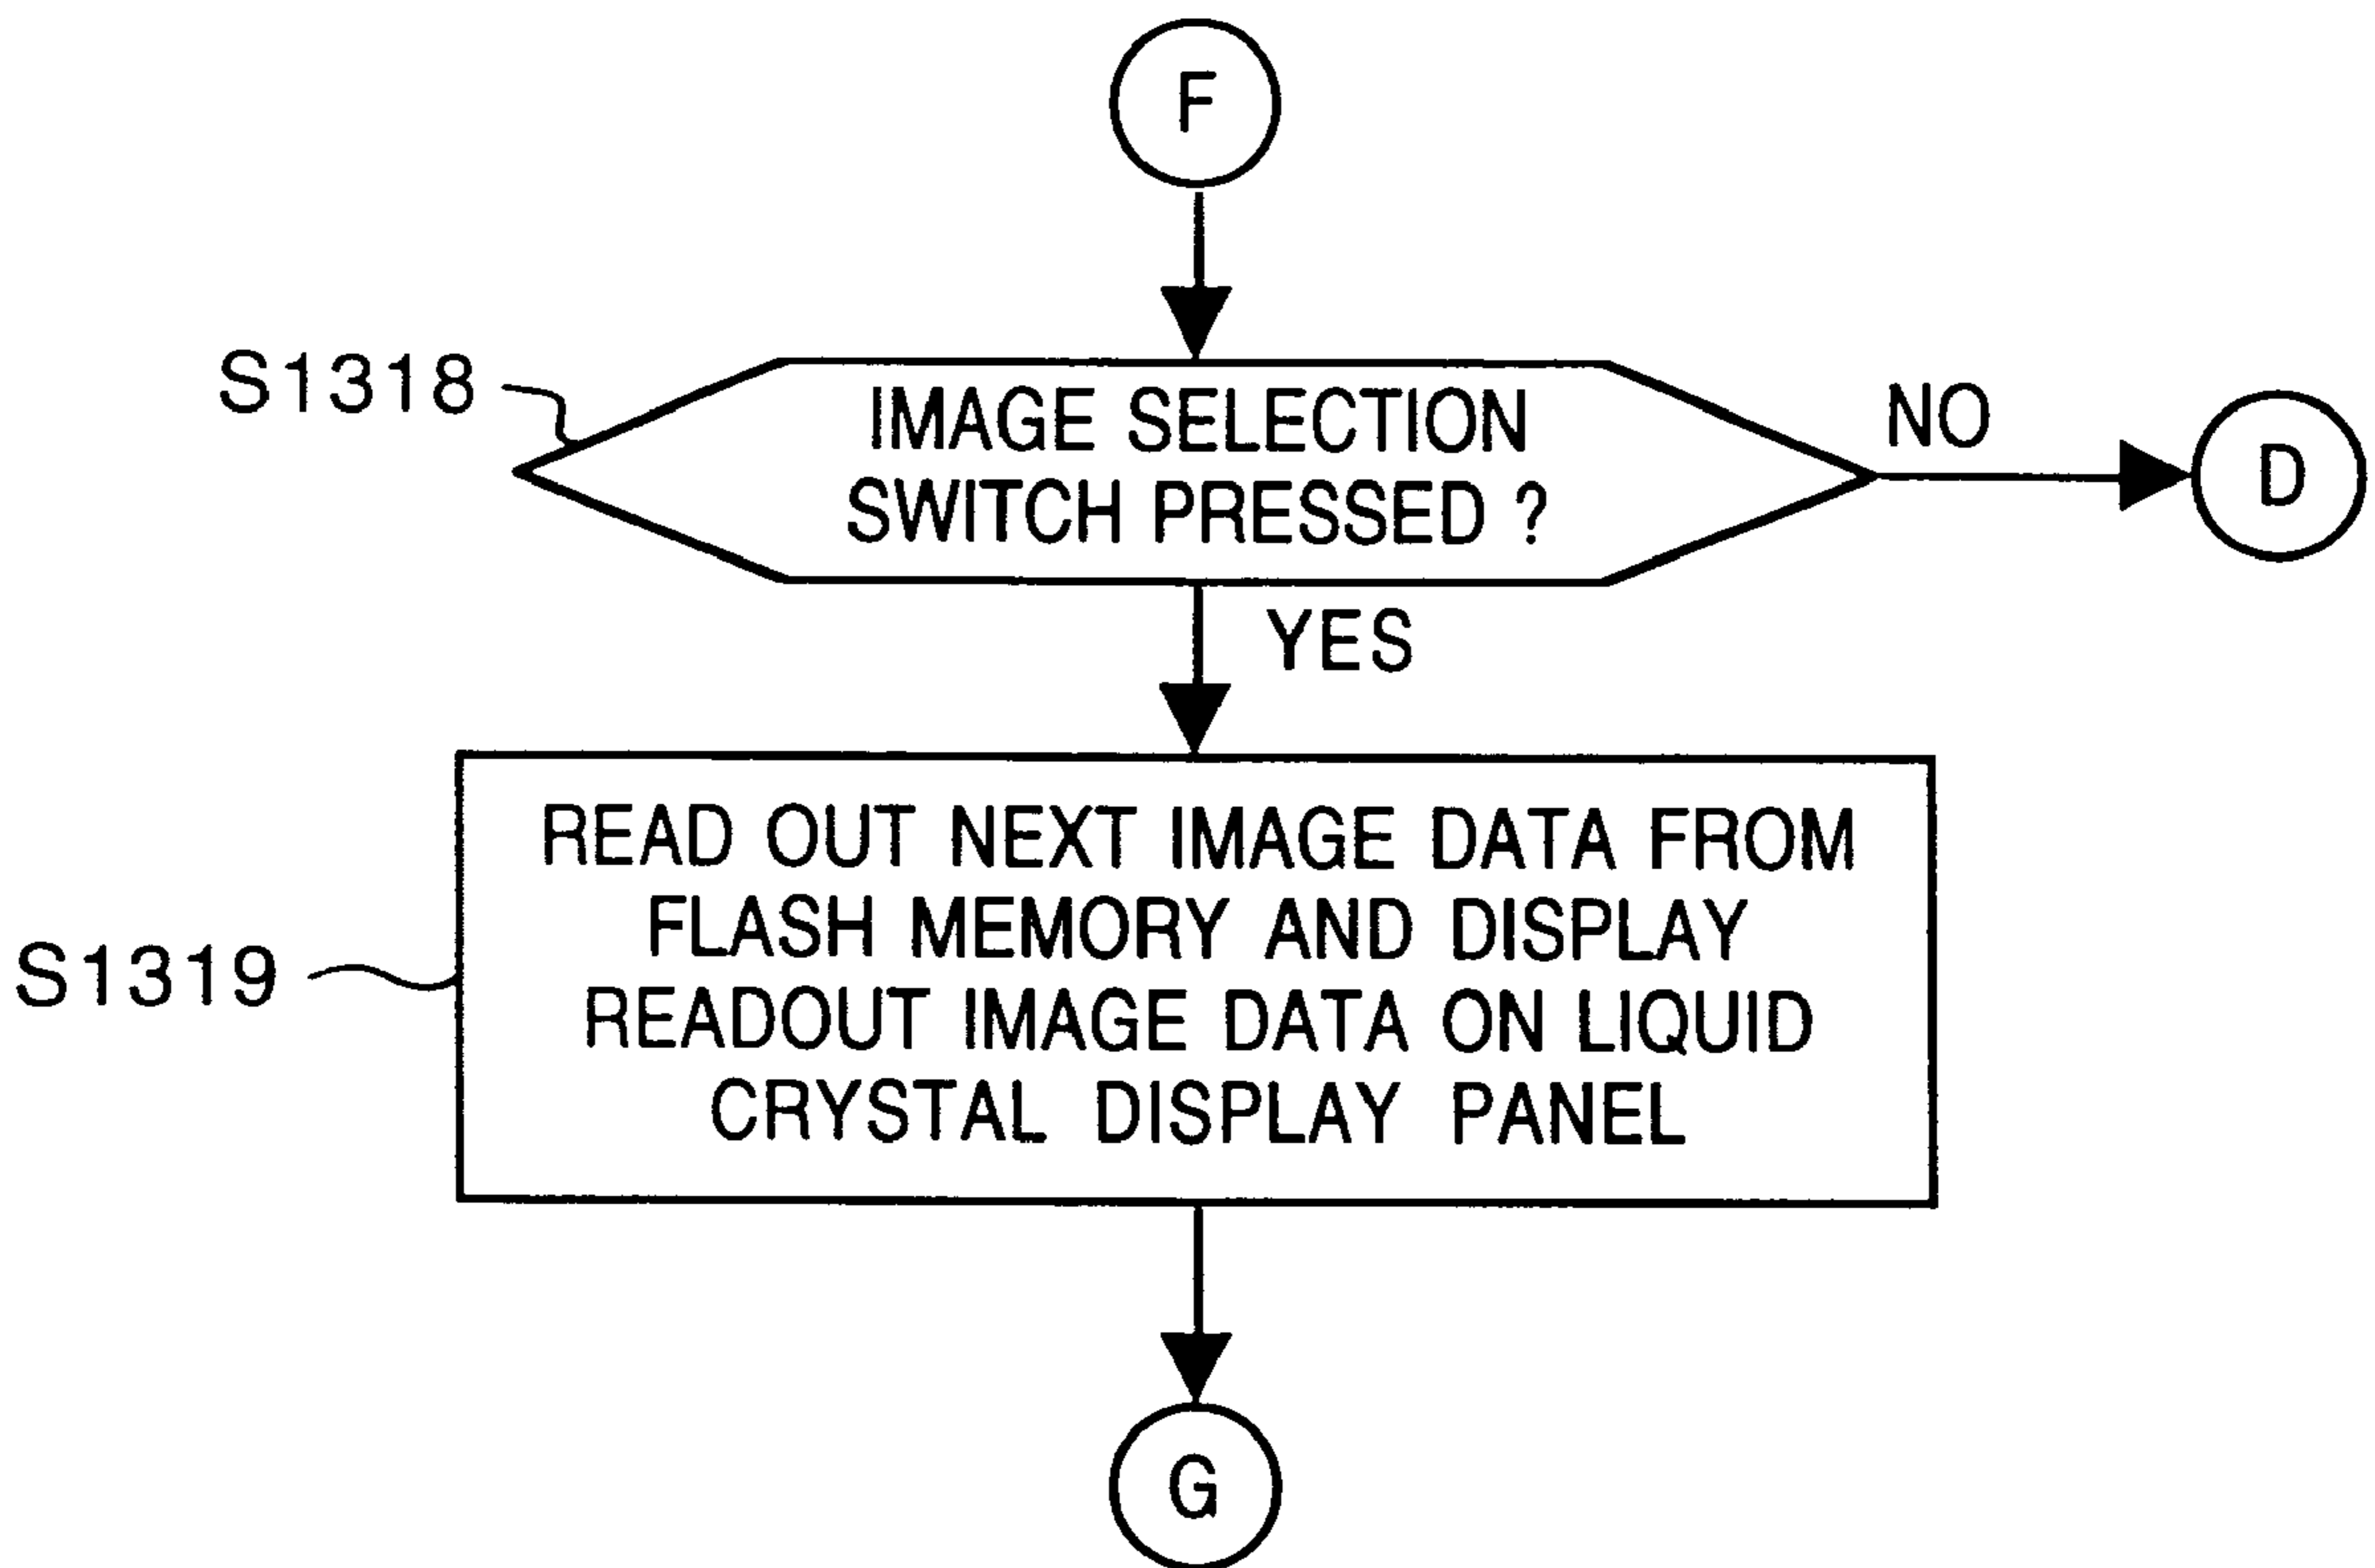 F
S1318
IMAGE SELECTION
SWITCH PRESSED ?
NO
D
YES
S1319
READ OUT NEXT IMAGE DATA FROM
FLASH MEMORY AND DISPLAY
READOUT IMAGE DATA ON LIQUID
CRYSTAL DISPLAY PANEL
G